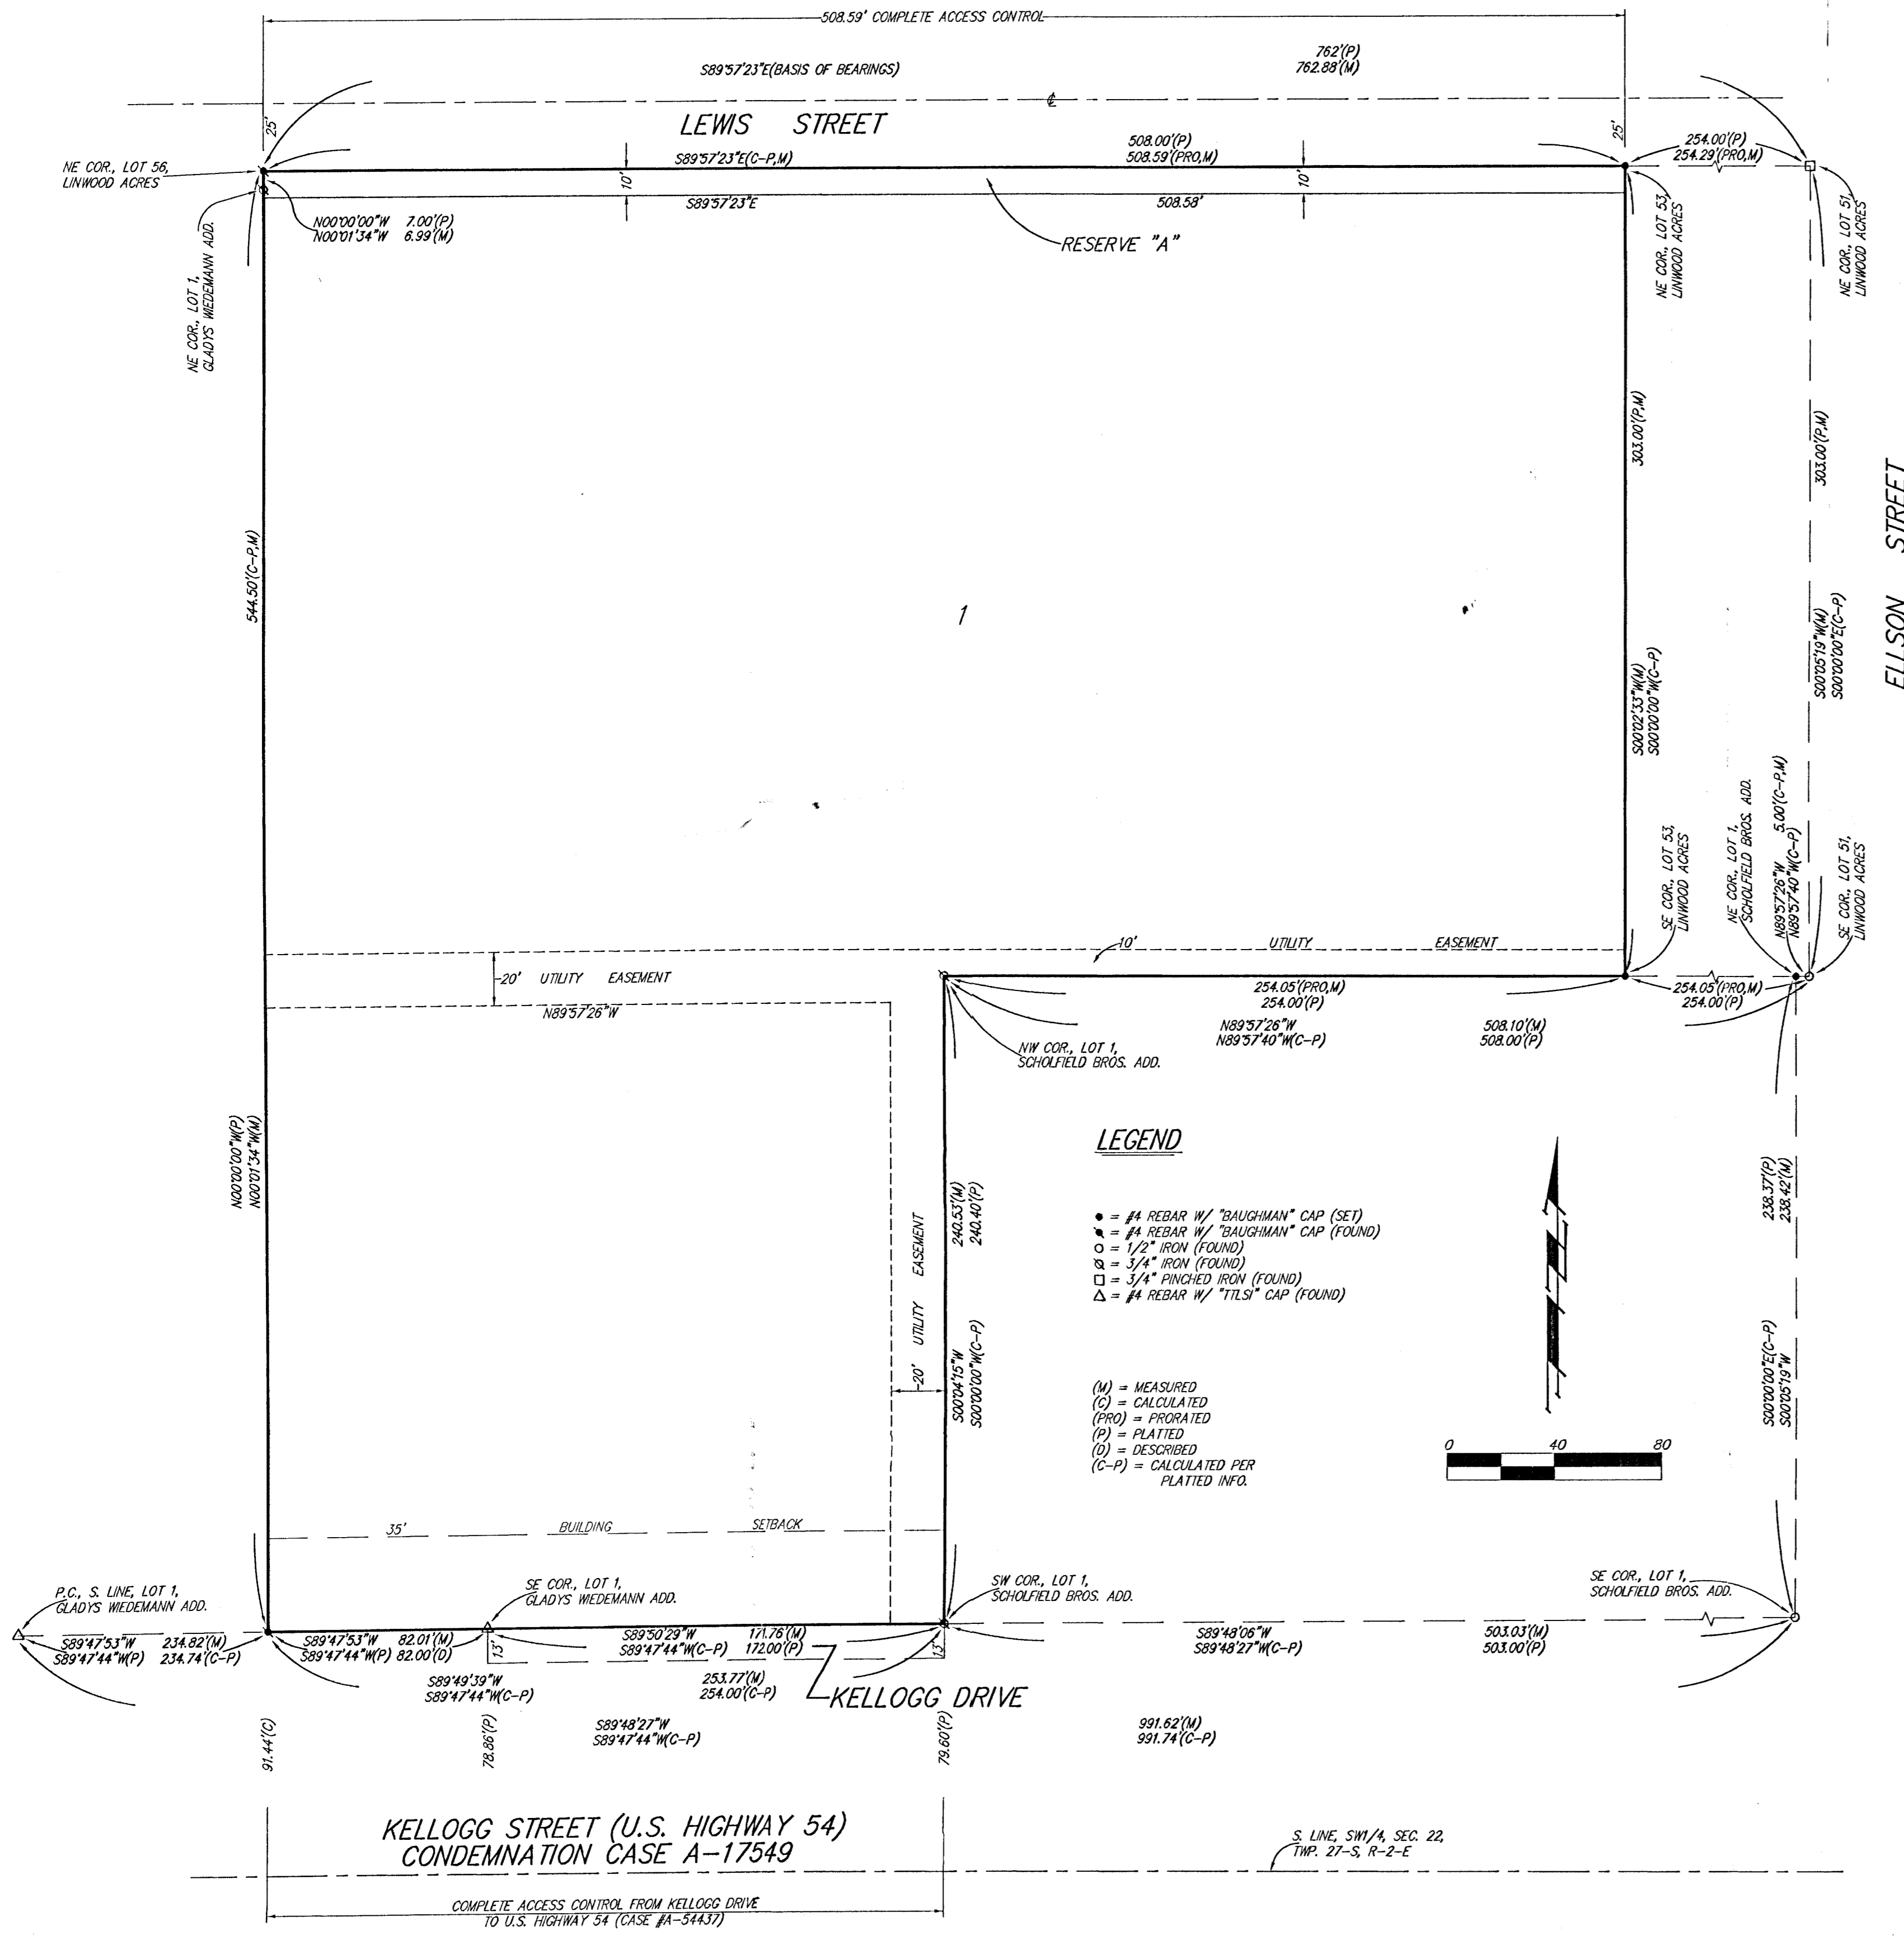 508.59' COMPLETE ACCESS CONTROL
762'(P)
S89°57'23"E(BASIS OF BEARINGS)
762.88'(M)
25'
LEWIS STREET
25'
508.00'(P)
254.00'(P)
S89°57'23"E(C-P,M)
508.59'(PRO,M)
254.29'(PRO,M)
NE COR., LOT 56,
LINWOOD ACRES
10'
10'
S89°57'23"E
508.58'
N00°00'00"W 7.00'(P)
N00°01'34"W 6.99'(M)
RESERVE "A"
NE COR., LOT 1,
GLADYS WIEDEMANN ADD.
NE COR., LOT 53,
LINWOOD ACRES
NE COR., LOT 51,
LINWOOD ACRES
303.00'(P,M)
303.00'(P,M)
ELLSON STREET
544.50'(C-P,M)
1
S00°02'33"W(M)
S00°00'00"W(C-P)
S00°05'19"W(M)
S00°00'00"E(C-P)
SE COR., LOT 53,
LINWOOD ACRES
NE COR., LOT 1,
SCHOLFIELD BROS. ADD.
N89°57'26"W 5.00'(C-P,M)
N89°57'40"W(C-P)
SE COR., LOT 51,
LINWOOD ACRES
10' UTILITY EASEMENT
20' UTILITY EASEMENT
N89°57'26"W
254.05'(PRO,M)
254.00'(P)
254.05'(PRO,M)
254.00'(P)
N89°57'26"W 508.10'(M)
N89°57'40"W(C-P) 508.00'(P)
NW COR., LOT 1,
SCHOLFIELD BROS. ADD.
N00°00'00"W(P)
N00°01'34"W(M)
20' UTILITY EASEMENT
240.53'(M)
240.40'(P)
S00°04'15"W
S00°00'00"W(C-P)
LEGEND
= #4 REBAR W/ "BAUGHMAN" CAP (SET)
= #4 REBAR W/ "BAUGHMAN" CAP (FOUND)
= 1/2" IRON (FOUND)
= 3/4" IRON (FOUND)
= 3/4" PINCHED IRON (FOUND)
= #4 REBAR W/ "TTLSI" CAP (FOUND)
(M) = MEASURED
(C) = CALCULATED
(PRO) = PRORATED
(P) = PLATTED
(D) = DESCRIBED
(C-P) = CALCULATED PER
PLATTED INFO.
0 40 80
238.37'(P)
238.42'(M)
S00°00'00"E(C-P)
S00°05'19"W
35' BUILDING SETBACK
P.C., S. LINE, LOT 1,
GLADYS WIEDEMANN ADD.
SE COR., LOT 1,
GLADYS WIEDEMANN ADD.
SW COR., LOT 1,
SCHOLFIELD BROS. ADD.
SE COR., LOT 1,
SCHOLFIELD BROS. ADD.
S89°47'53"W 234.82'(M)
S89°47'44"W(P) 234.74'(C-P)
S89°47'53"W 82.01'(M)
S89°47'44"W(P) 82.00'(D)
13'
S89°50'29"W 171.76'(M)
S89°47'44"W(C-P) 172.00'(P)
13'
S89°48'06"W 503.03'(M)
S89°48'27"W(C-P) 503.00'(P)
S89°49'39"W 253.77'(M)
S89°47'44"W(C-P) 254.00'(C-P)
KELLOGG DRIVE
91.44'(C)
78.86'(P)
S89°48'27"W
S89°47'44"W(C-P)
79.60'(P)
991.62'(M)
991.74'(C-P)
KELLOGG STREET (U.S. HIGHWAY 54)
CONDEMNATION CASE A-17549
S. LINE, SW1/4, SEC. 22,
TWP. 27-S, R-2-E
COMPLETE ACCESS CONTROL FROM KELLOGG DRIVE
TO U.S. HIGHWAY 54 (CASE #A-54437)